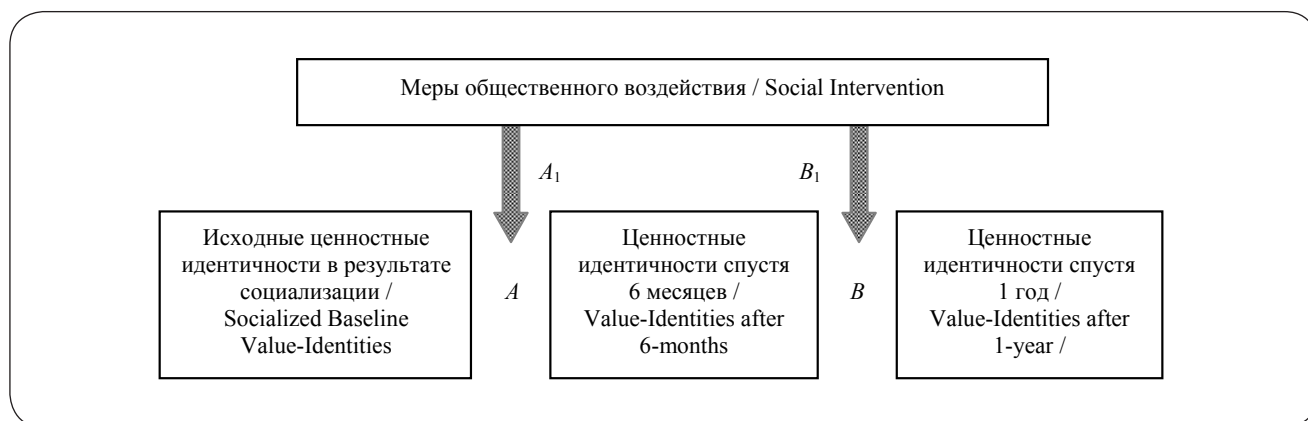 Меры общественного воздействия / Social Intervention
A₁
B₁
Исходные ценностные
идентичности в результате
социализации /
Socialized Baseline
Value-Identities
A
Ценностные
идентичности спустя
6 месяцев /
Value-Identities after
6-months
B
Ценностные
идентичности спустя
1 год /
Value-Identities after
1-year /